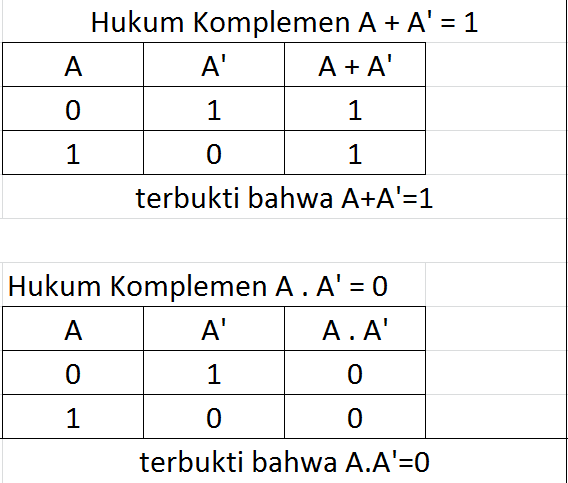 Hukum Komplemen A + A' = 1
A A' A + A'
0 1 1
1 0 1
terbukti bahwa A+A'=1
Hukum Komplemen A . A' = 0
A A' A . A'
0 1 0
1 0 0
terbukti bahwa A.A'=0